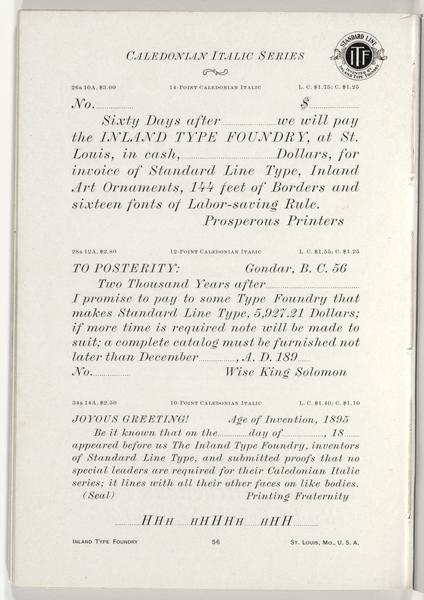 CALEDONIAN ITALIC SERIES
STANDARD LINE
ITF
INVENTED BY
INLAND TYPE FOUNDRY
26a 10A, $3.00 14-POINT CALEDONIAN ITALIC L. C. $1.75; C. $1.25
No. $
Sixty Days after we will pay
the INLAND TYPE FOUNDRY, at St.
Louis, in cash, Dollars, for
invoice of Standard Line Type, Inland
Art Ornaments, 144 feet of Borders and
sixteen fonts of Labor-saving Rule.
Prosperous Printers
28a 12A, $2.80 12-POINT CALEDONIAN ITALIC L. C. $1.55; C. $1.25
TO POSTERITY: Gondar, B. C. 56
Two Thousand Years after
I promise to pay to some Type Foundry that
makes Standard Line Type, 5,927.21 Dollars;
if more time is required note will be made to
suit; a complete catalog must be furnished not
later than December , A. D. 189
No. Wise King Solomon
34a 14A, $2.50 10-POINT CALEDONIAN ITALIC L. C. $1.40; C. $1.10
JOYOUS GREETING! Age of Invention, 1895
Be it known that on the day of , 18
appeared before us The Inland Type Foundry, inventors
of Standard Line Type, and submitted proofs that no
special leaders are required for their Caledonian Italic
series; it lines with all their other faces on like bodies.
(Seal) Printing Fraternity
HHH HHHHH HHH
INLAND TYPE FOUNDRY 56 ST. LOUIS, MO., U. S. A.